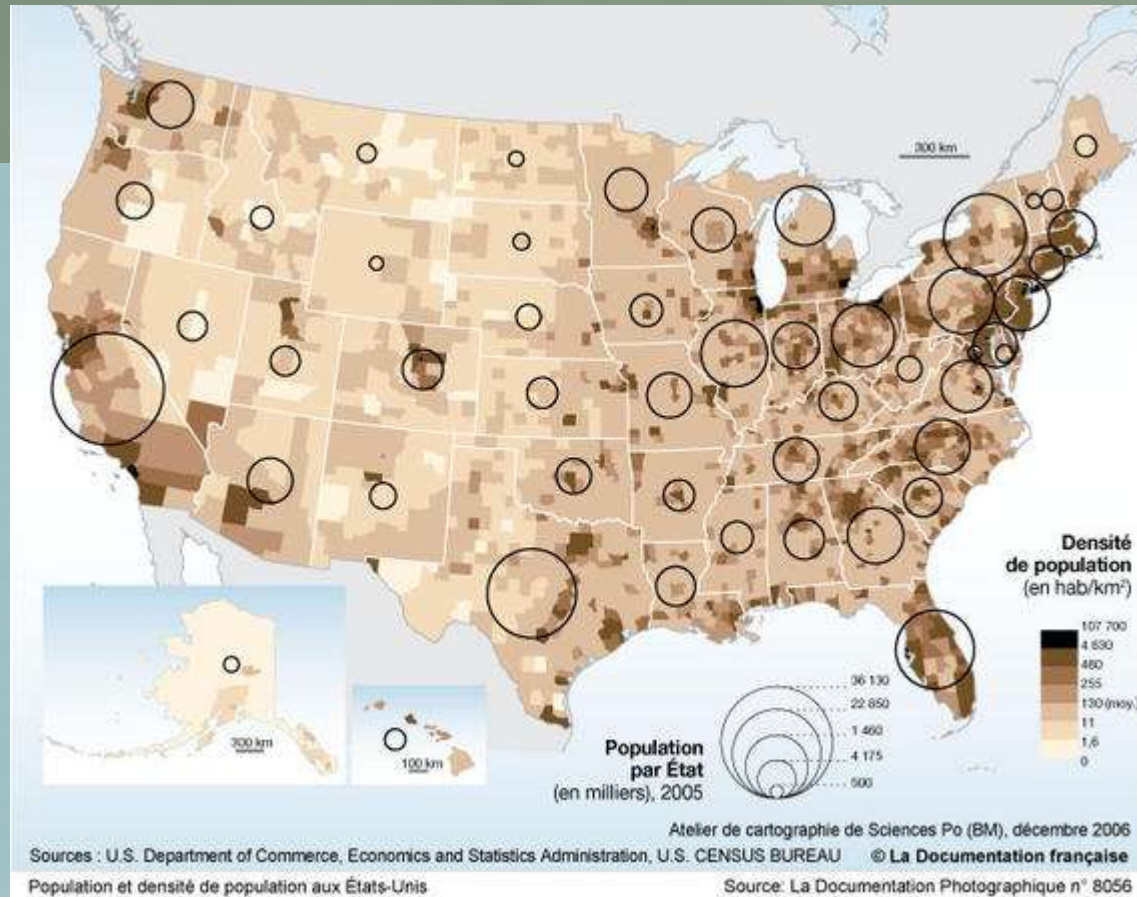 300 km
Densité
de population
(en hab/km²)
107 700
4 630
460
255
130 (moy.)
11
1,6
0
300 km
100 km
Population
par État
(en milliers), 2005
36 130
22 850
1 460
4 175
500
Atelier de cartographie de Sciences Po (BM), décembre 2006
Sources : U.S. Department of Commerce, Economics and Statistics Administration, U.S. CENSUS BUREAU © La Documentation française
Population et densité de population aux États-Unis
Source: La Documentation Photographique n° 8056